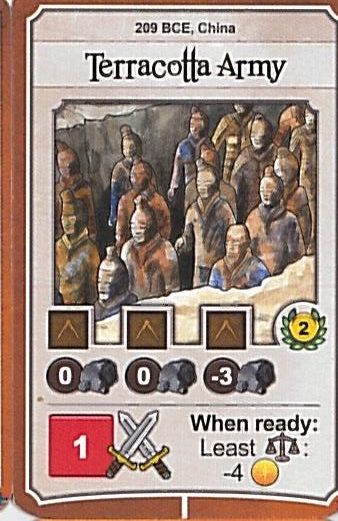 209 BCE, China
Terracotta Army
2
0 0 -3
1
When ready:
Least :
-4